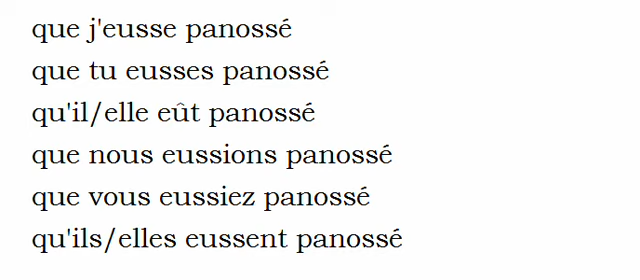 que j'eusse panossé
que tu eusses panossé
qu'il/elle eût panossé
que nous eussions panossé
que vous eussiez panossé
qu'ils/elles eussent panossé